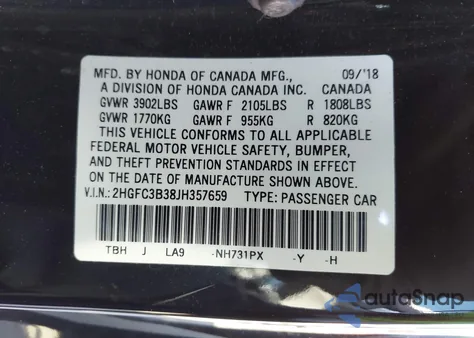 MFD. BY HONDA OF CANADA MFG., 09/'18
A DIVISION OF HONDA CANADA INC. CANADA
GVWR 3902LBS GAWR F 2105LBS R 1808LBS
GVWR 1770KG GAWR F 955KG R 820KG
THIS VEHICLE CONFORMS TO ALL APPLICABLE
FEDERAL MOTOR VEHICLE SAFETY, BUMPER,
AND THEFT PREVENTION STANDARDS IN EFFECT
ON THE DATE OF MANUFACTURE SHOWN ABOVE.
V.I.N.: 2HGFC3B38JH357659 TYPE: PASSENGER CAR
TBH J LA9 -NH731PX -Y -H
autoSnap